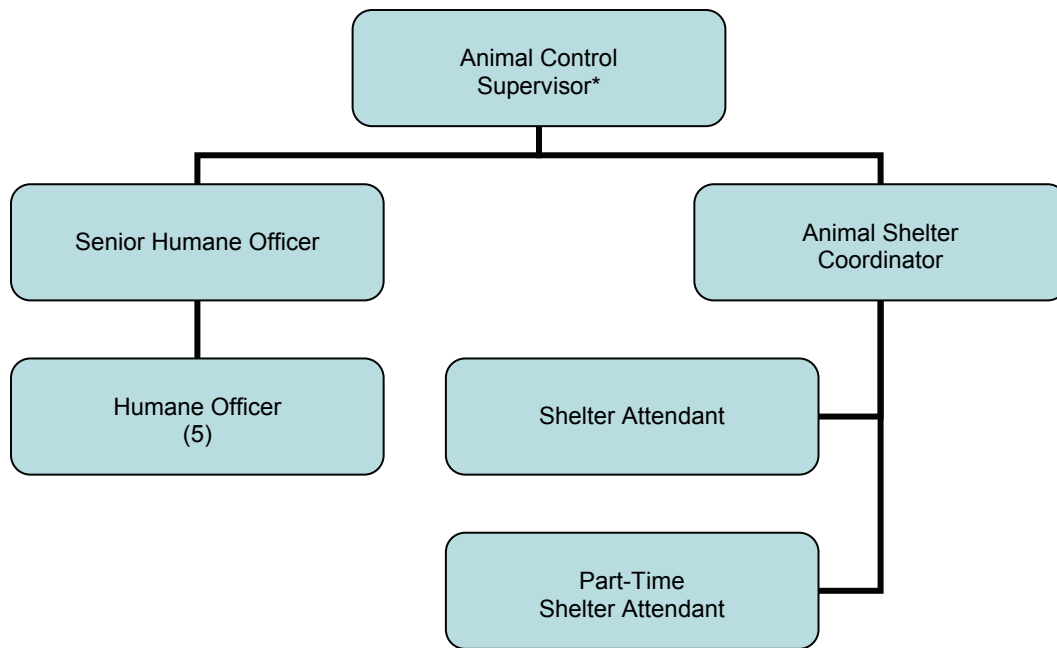 Animal Control
Supervisor*
Senior Humane Officer
Animal Shelter
Coordinator
Humane Officer
(5)
Shelter Attendant
Part-Time
Shelter Attendant